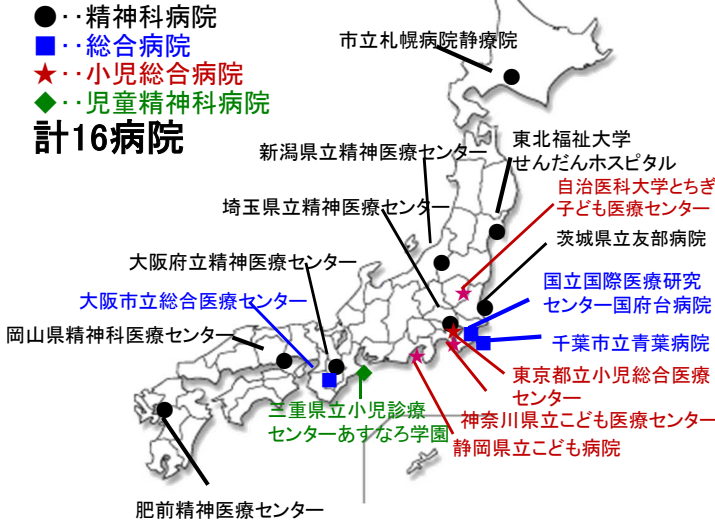 ●‥精神科病院
■‥総合病院
★‥小児総合病院
◆‥児童精神科病院
計16病院
市立札幌病院静療院
東北福祉大学
せんだんホスピタル
新潟県立精神医療センター
自治医科大学とちぎ
子ども医療センター
埼玉県立精神医療センター
茨城県立友部病院
大阪府立精神医療センター
国立国際医療研究
センター国府台病院
大阪市立総合医療センター
岡山県精神科医療センター
千葉市立青葉病院
東京都立小児総合医療
センター
三重県立小児診療
センターあすなろ学園
神奈川県立こども医療センター
静岡県立こども病院
肥前精神医療センター